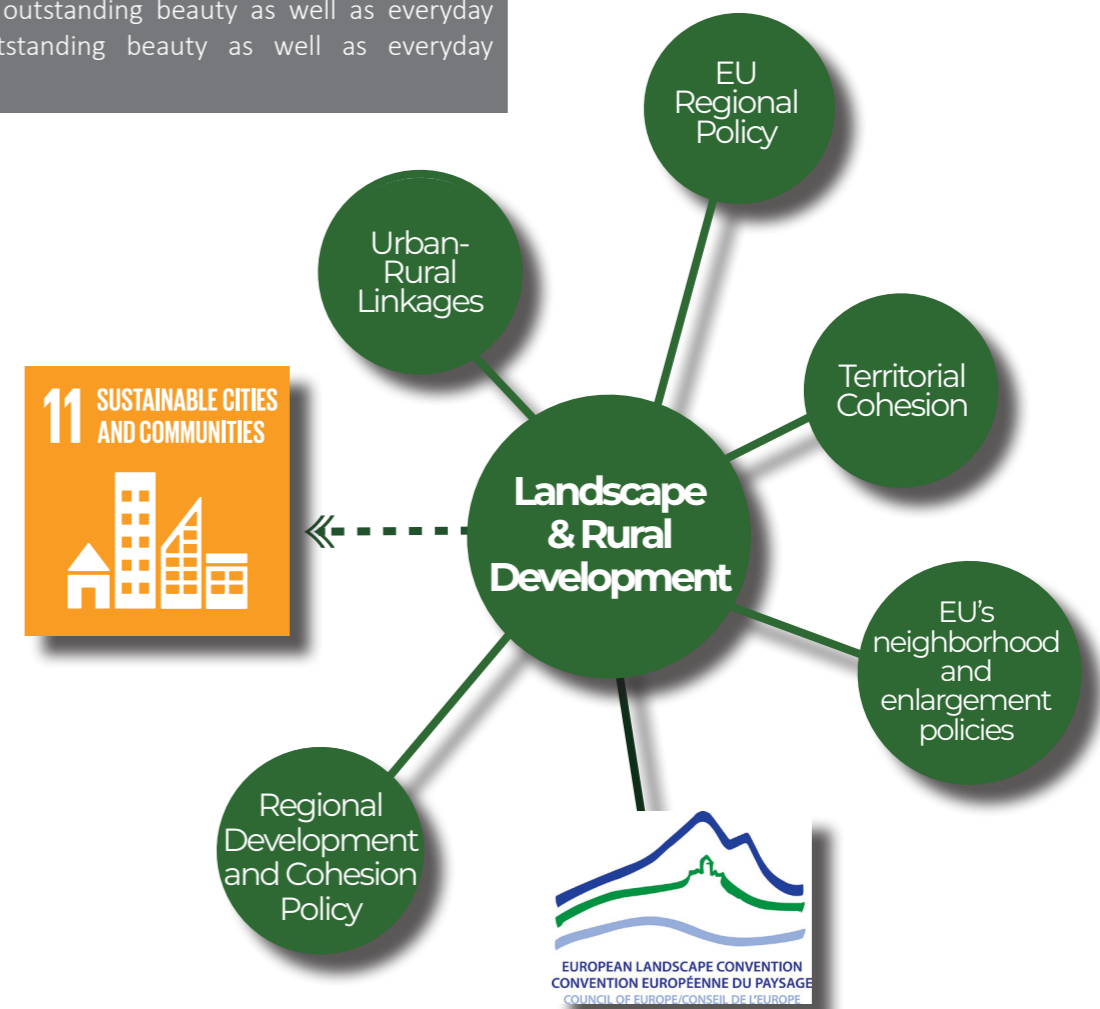 outstanding beauty as well as everyday
outstanding beauty as well as everyday
EU
Regional
Policy
Urban-
Rural
Linkages
Territorial
Cohesion
11 SUSTAINABLE CITIES
AND COMMUNITIES
Landscape
& Rural
Development
EU's
neighborhood
and
enlargement
policies
Regional
Development
and Cohesion
Policy
EUROPEAN LANDSCAPE CONVENTION
CONVENTION EUROPÉENNE DU PAYSAGE
COUNCIL OF EUROPE/CONSEIL DE L'EUROPE